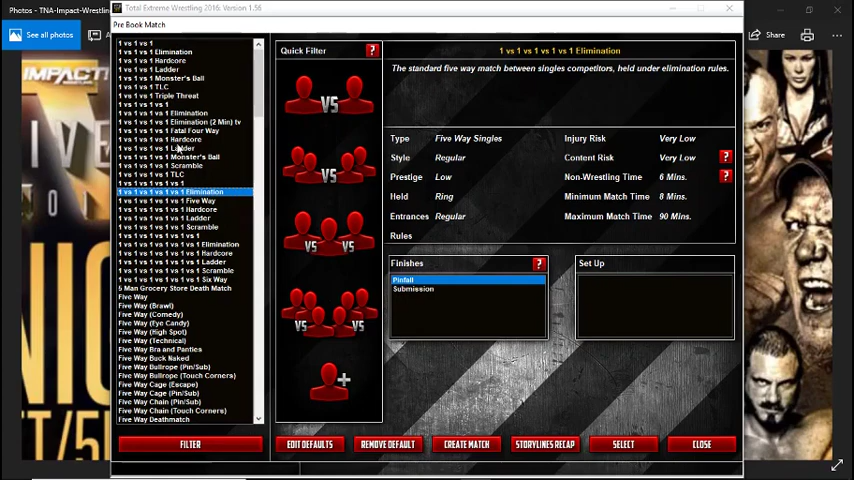 Photos - TNA-Impact-Wrestli
Total Extreme Wrestling 2016: Version 1.56
See all photos
Share
Pre Book Match
IMPACT
1 vs 1 vs 1
1 vs 1 vs 1 Elimination
1 vs 1 vs 1 Hardcore
1 vs 1 vs 1 Ladder
1 vs 1 vs 1 Monster's Ball
1 vs 1 vs 1 TLC
1 vs 1 vs 1 Triple Threat
1 vs 1 vs 1 vs 1
1 vs 1 vs 1 vs 1 Elimination
1 vs 1 vs 1 vs 1 Elimination (2 Min) tv
1 vs 1 vs 1 vs 1 Fatal Four Way
1 vs 1 vs 1 vs 1 Hardcore
1 vs 1 vs 1 vs 1 Ladder
1 vs 1 vs 1 vs 1 Monster's Ball
1 vs 1 vs 1 vs 1 Scramble
1 vs 1 vs 1 vs 1 TLC
1 vs 1 vs 1 vs 1 vs 1
1 vs 1 vs 1 vs 1 vs 1 Elimination
1 vs 1 vs 1 vs 1 vs 1 Five Way
1 vs 1 vs 1 vs 1 vs 1 Hardcore
1 vs 1 vs 1 vs 1 vs 1 Ladder
1 vs 1 vs 1 vs 1 vs 1 Scramble
1 vs 1 vs 1 vs 1 vs 1 vs 1
1 vs 1 vs 1 vs 1 vs 1 vs 1 Elimination
1 vs 1 vs 1 vs 1 vs 1 vs 1 Hardcore
1 vs 1 vs 1 vs 1 vs 1 vs 1 Ladder
1 vs 1 vs 1 vs 1 vs 1 vs 1 Scramble
1 vs 1 vs 1 vs 1 vs 1 vs 1 Six Way
5 Man Grocery Store Death Match
Five Way
Five Way (Brawl)
Five Way (Comedy)
Five Way (Eye Candy)
Five Way (High Spot)
Five Way (Technical)
Five Way Bra and Panties
Five Way Buck Naked
Five Way Bullrope (Pin/Sub)
Five Way Bullrope (Touch Corners)
Five Way Cage (Escape)
Five Way Cage (Pin/Sub)
Five Way Chain (Pin/Sub)
Five Way Chain (Touch Corners)
Five Way Deathmatch
FILTER
Quick Filter ?
VS
VS
VS VS
VS VS
+
1 vs 1 vs 1 vs 1 vs 1 Elimination
The standard five way match between singles competitors, held under elimination rules.
Type Five Way Singles Injury Risk Very Low
Style Regular Content Risk Very Low ?
Prestige Low Non-Wrestling Time 6 Mins. ?
Held Ring Minimum Match Time 8 Mins.
Entrances Regular Maximum Match Time 90 Mins.
Rules
Finishes ?
Pinfall
Submission
Set Up
EDIT DEFAULTS REMOVE DEFAULT CREATE MATCH STORYLINES RECAP SELECT CLOSE